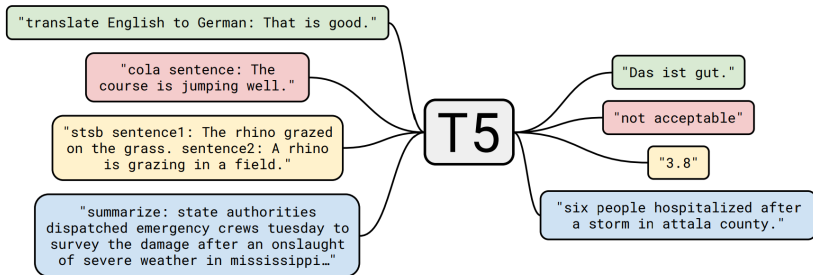 "translate English to German: That is good."
"cola sentence: The
course is jumping well."
"stsb sentence1: The rhino grazed
on the grass. sentence2: A rhino
is grazing in a field."
"summarize: state authorities
dispatched emergency crews tuesday to
survey the damage after an onslaught
of severe weather in mississippi…"
T5
"Das ist gut."
"not acceptable"
"3.8"
"six people hospitalized after
a storm in attala county."